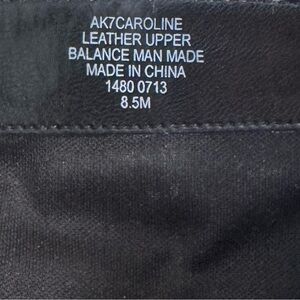 AK7CAROLINE
LEATHER UPPER
BALANCE MAN MADE
MADE IN CHINA
1480 0713
8.5M